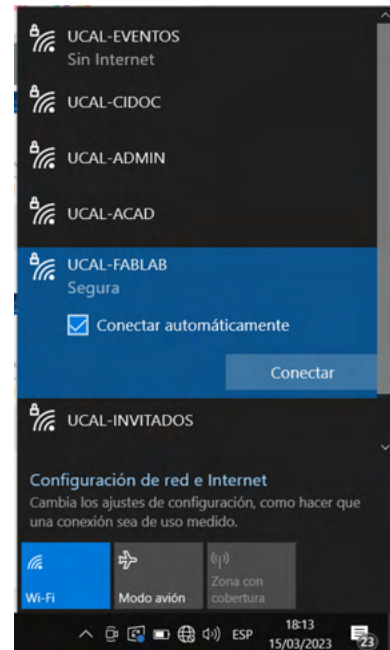 UCAL-EVENTOS
Sin Internet
UCAL-CIDOC
UCAL-ADMIN
UCAL-ACAD
UCAL-FABLAB
Segura
Conectar automáticamente
Conectar
UCAL-INVITADOS
Configuración de red e Internet
Cambia los ajustes de configuración, como hacer que
una conexión sea de uso medido.
Wi-Fi
Modo avión
Zona con
cobertura
ESP
18:13
15/03/2023
23